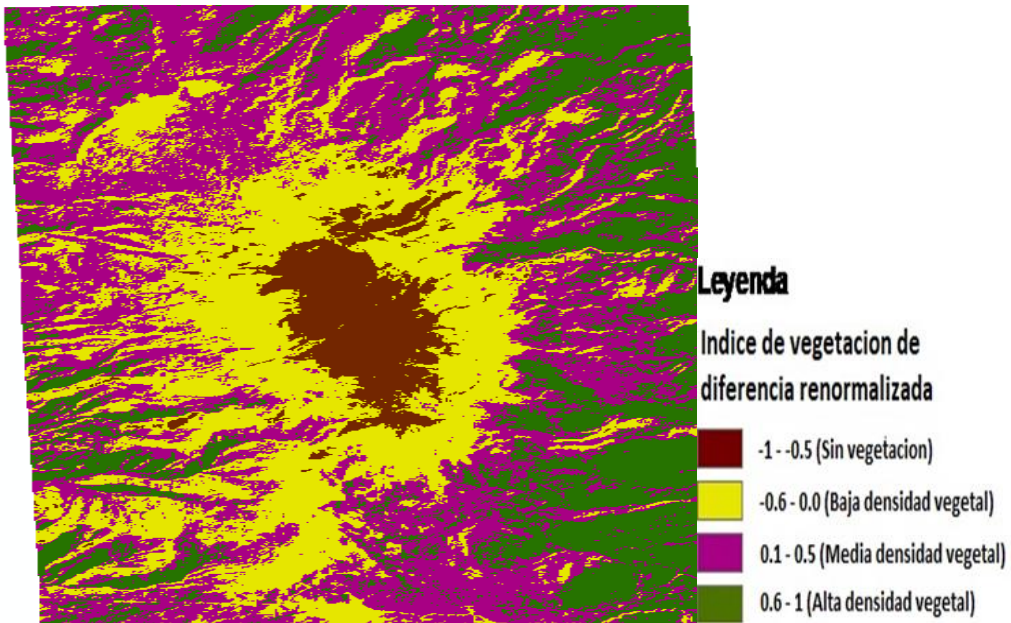 Leyenda
Indice de vegetacion de
diferencia renormalizada
-1 - -0.5 (Sin vegetacion)
-0.6 - 0.0 (Baja densidad vegetal)
0.1 - 0.5 (Media densidad vegetal)
0.6 - 1 (Alta densidad vegetal)